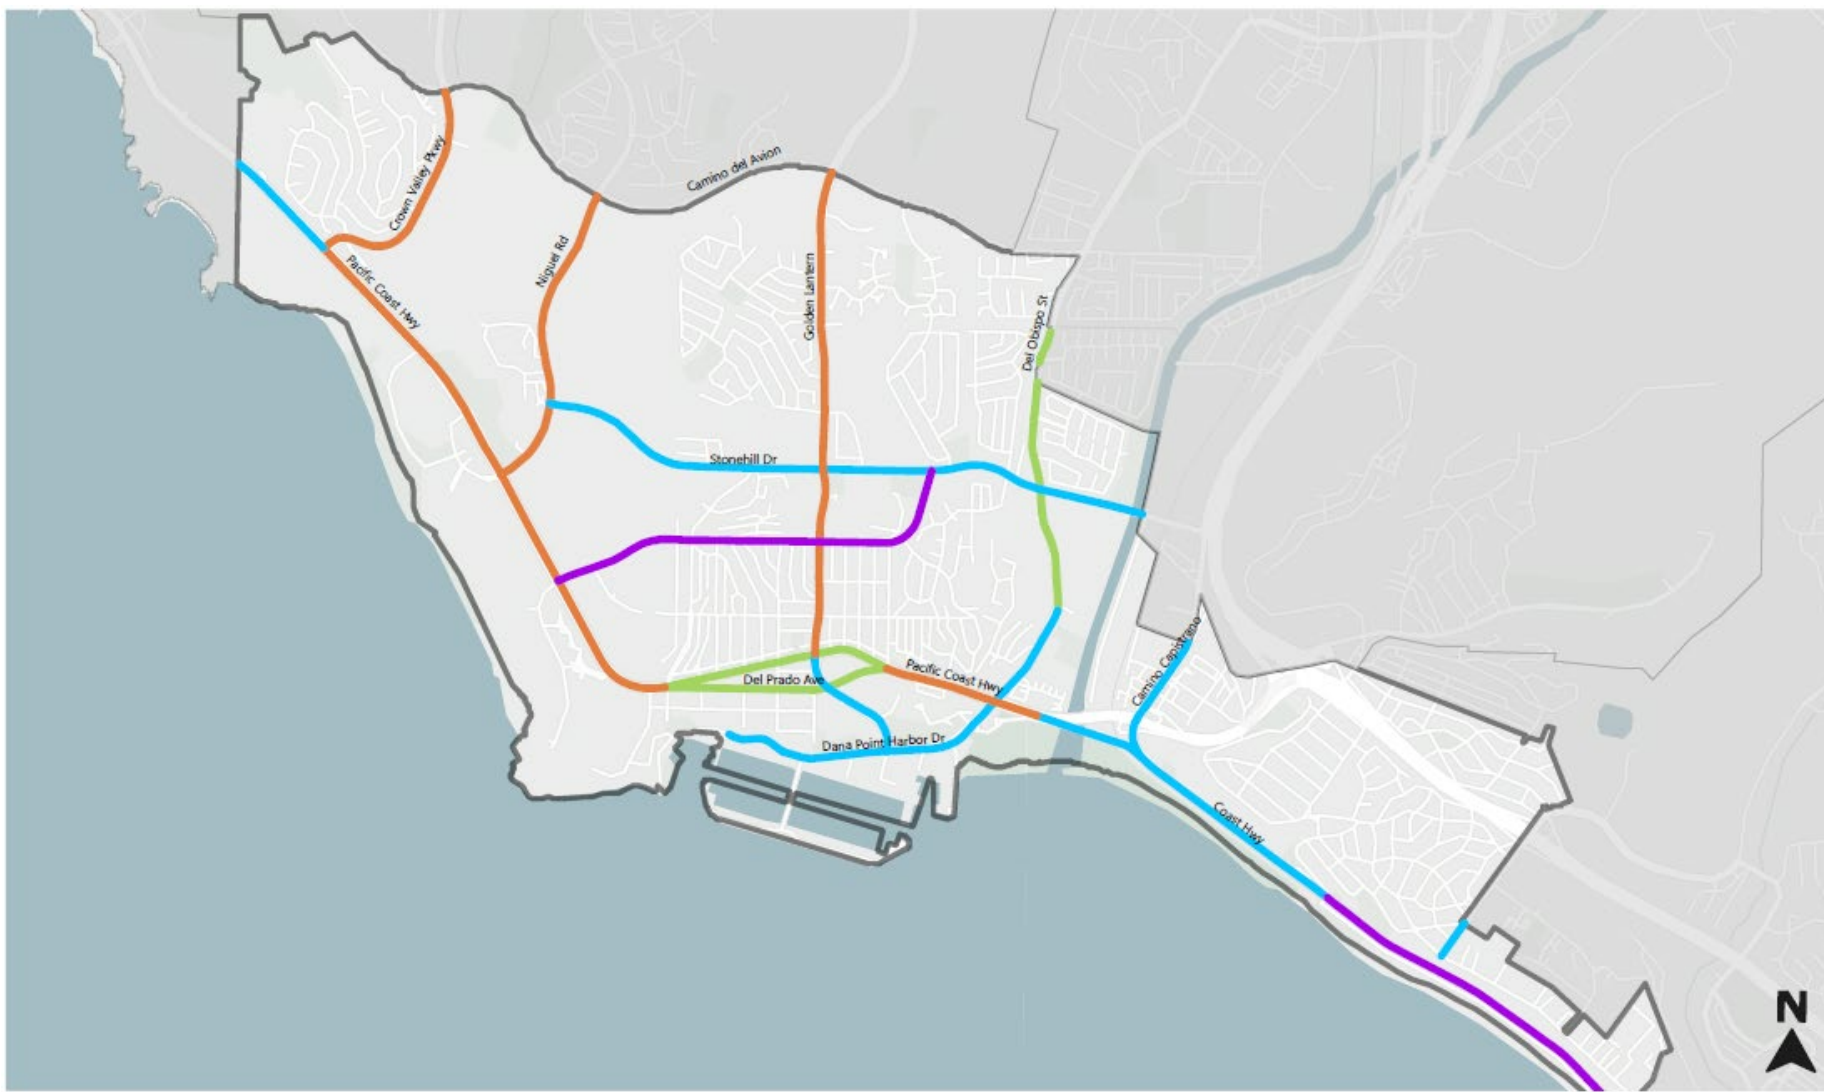 Crown Valley Pkwy
Camino del Avion
Niguel Rd
Pacific Coast Hwy
Golden Lantern
Del Obispo St
Stonehill Dr
Camino Capistrano
Pacific Coast Hwy
Del Prado Ave
Dana Point Harbor Dr
Coast Hwy
N